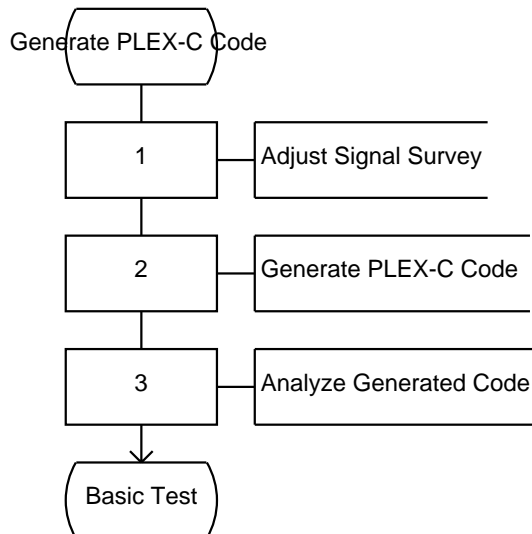 Generate PLEX-C Code
1
Adjust Signal Survey
2
Generate PLEX-C Code
3
Analyze Generated Code
Basic Test